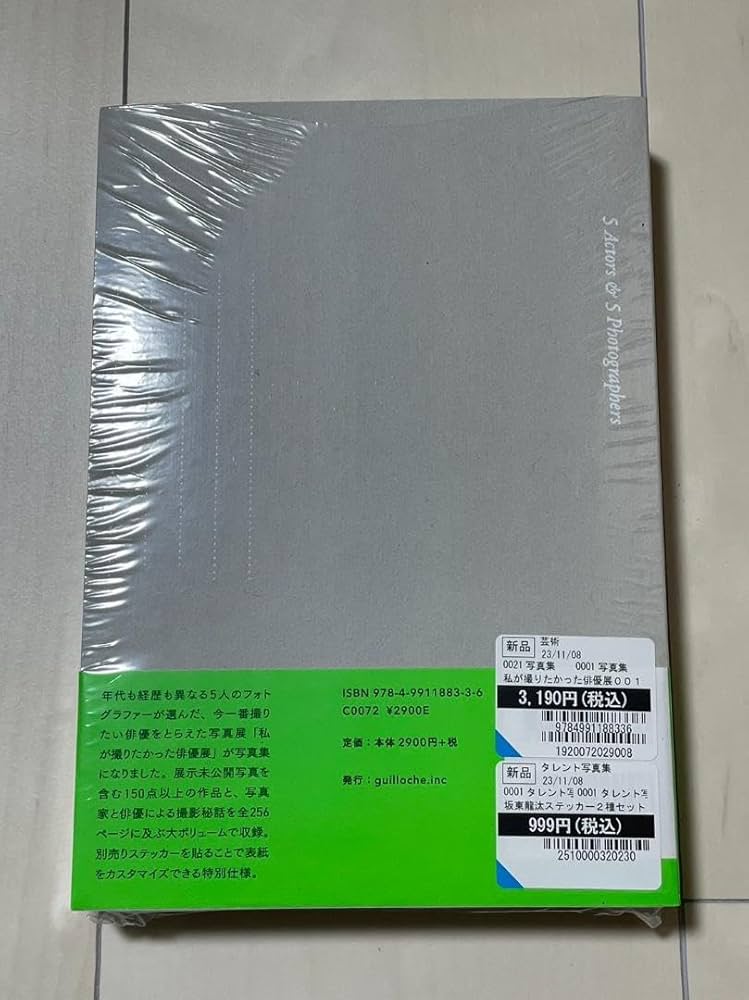 5 Actors & 5 Photographers
年代も経歴も異なる5人のフォト
グラファーが選んだ、今一番撮り
たい俳優をとらえた写真展「私
が撮りたかった俳優展」が写真集
になりました。展示未公開写真を
含む150点以上の作品と、写真
家と俳優による撮影秘話を全256
ページに及ぶ大ボリュームで収録。
別売りステッカーを貼ることで表紙
をカスタマイズできる特別仕様。
ISBN 978-4-9911883-3-6
C0072 ¥2900E
定価：本体2900円+税
発行：guilloche.inc
新品 芸術
23/11/08
0021 写真集 0001 写真集
私が撮りたかった俳優展001
3,190円(税込)
9784991188336
1920072029008
新品 タレント写真集
23/11/08
0001 タレント写 0001 タレント写
坂東龍汰ステッカー2種セット
999円(税込)
2510000320230